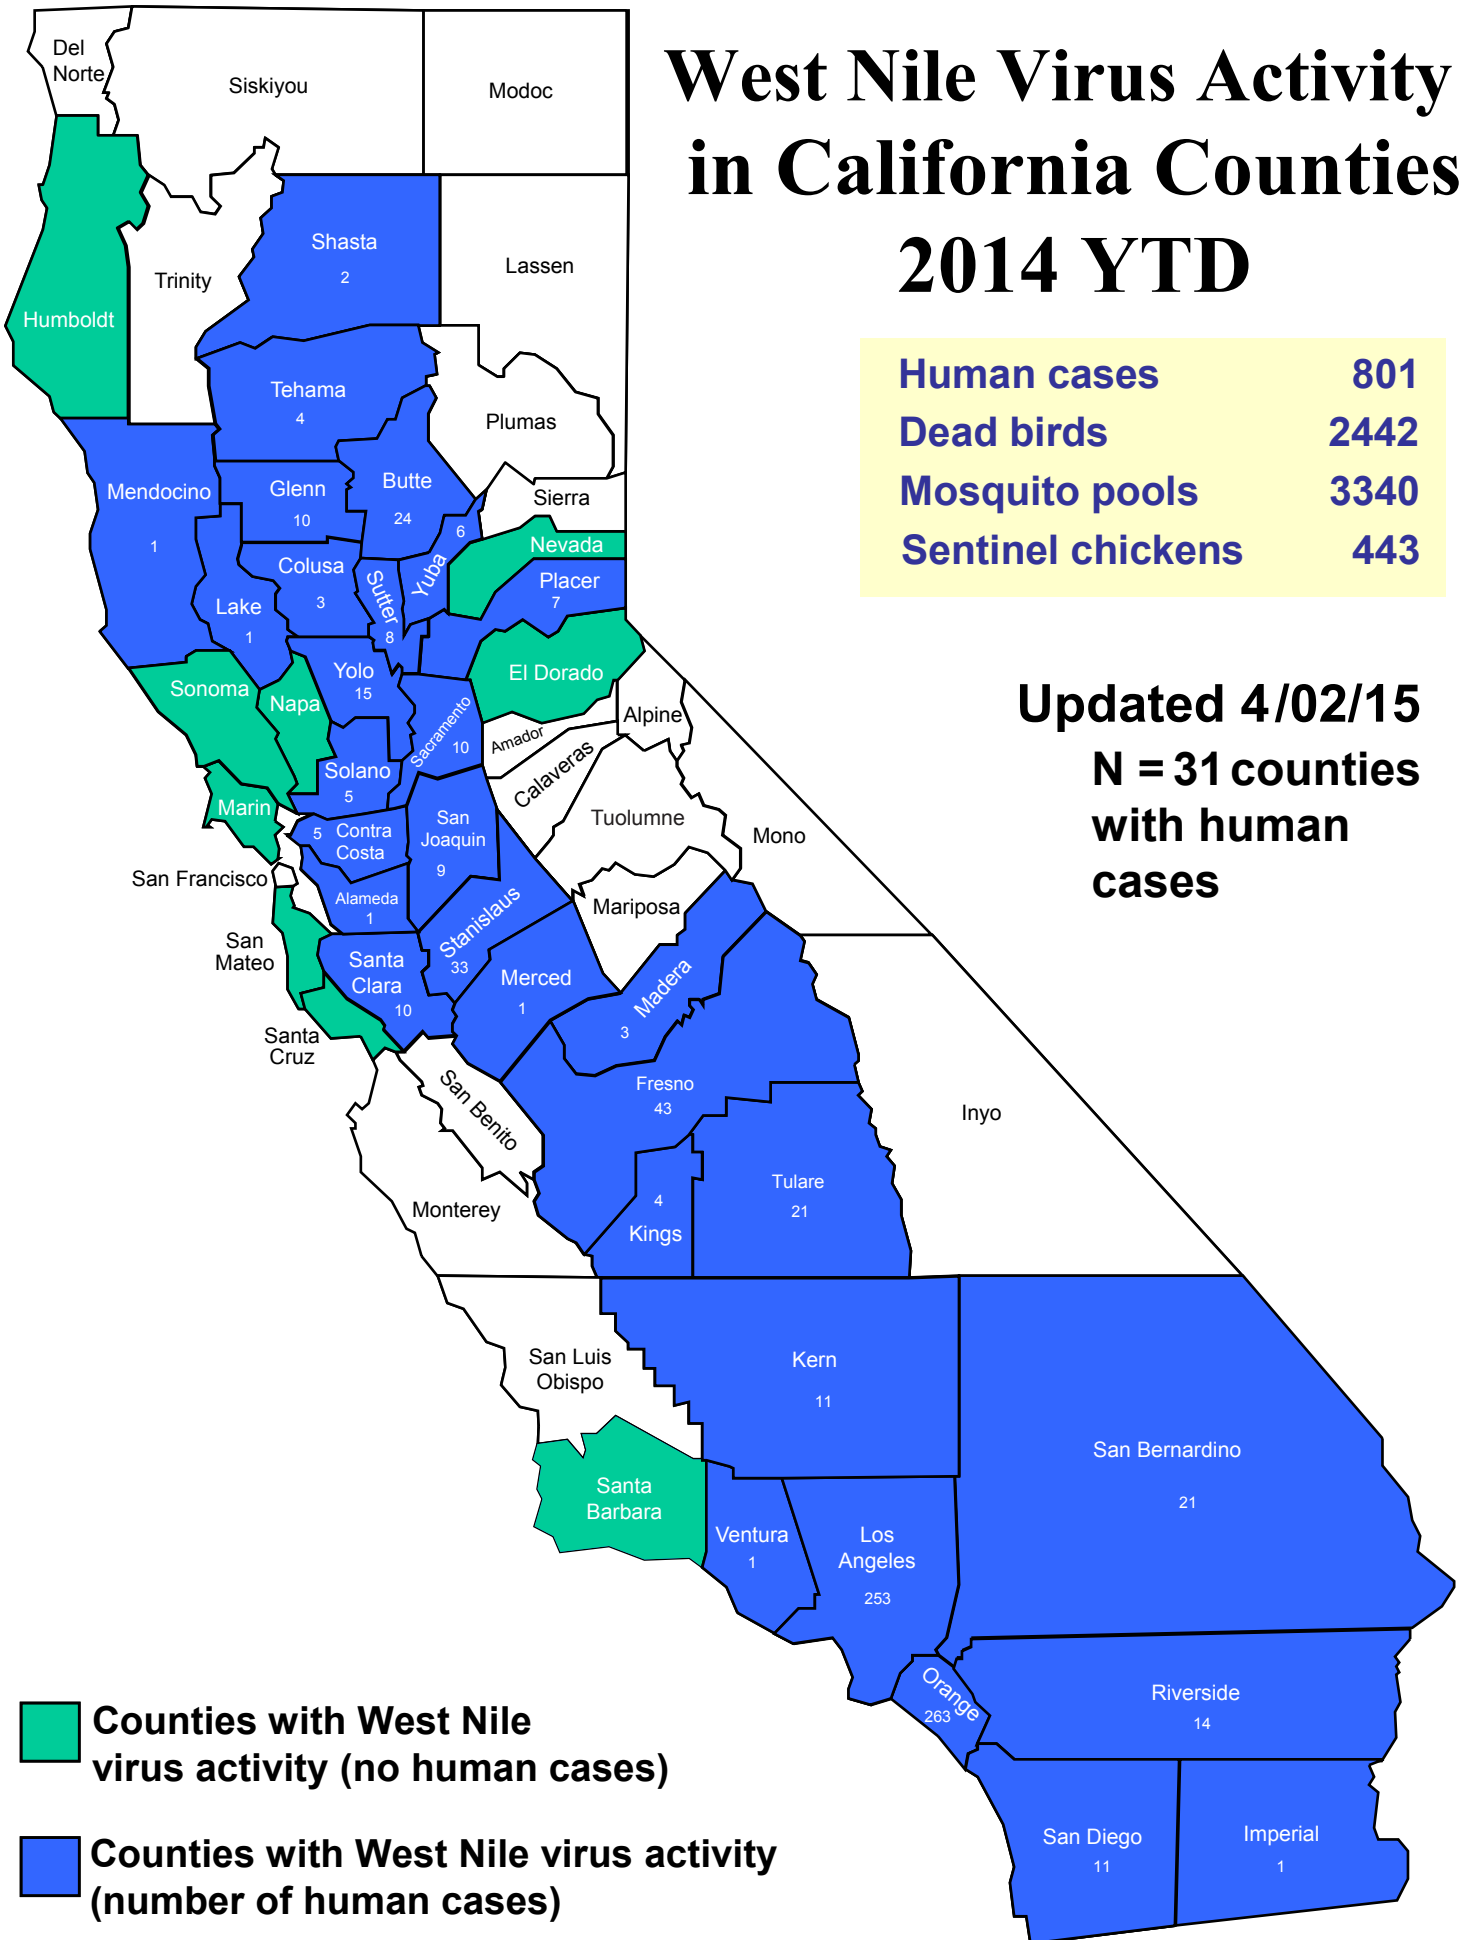 West Nile Virus Activity
in California Counties
2014 YTD
Human cases 801
Dead birds 2442
Mosquito pools 3340
Sentinel chickens 443
Updated 4/02/15
N = 31 counties
with human
cases
Del
Norte
Siskiyou
Modoc
Shasta
2
Lassen
Trinity
Humboldt
Tehama
4
Plumas
Mendocino
1
Glenn
10
Butte
24
Sierra
6
Yuba
Nevada
Colusa
3
Sutter
8
Placer
7
Lake
1
Yolo
15
El Dorado
Sonoma
Napa
Sacramento
10
Alpine
Amador
Calaveras
Solano
5
Marin
5
Contra
Costa
San
Joaquin
9
Tuolumne
Mono
San Francisco
Alameda
1
Stanislaus
33
Mariposa
San
Mateo
Santa
Clara
10
Merced
1
Madera
3
Santa
Cruz
San Benito
Fresno
43
Inyo
Monterey
4
Kings
Tulare
21
San Luis
Obispo
Kern
11
San Bernardino
21
Santa
Barbara
Ventura
1
Los
Angeles
253
Orange
263
Riverside
14
San Diego
11
Imperial
1
Counties with West Nile
virus activity (no human cases)
Counties with West Nile virus activity
(number of human cases)